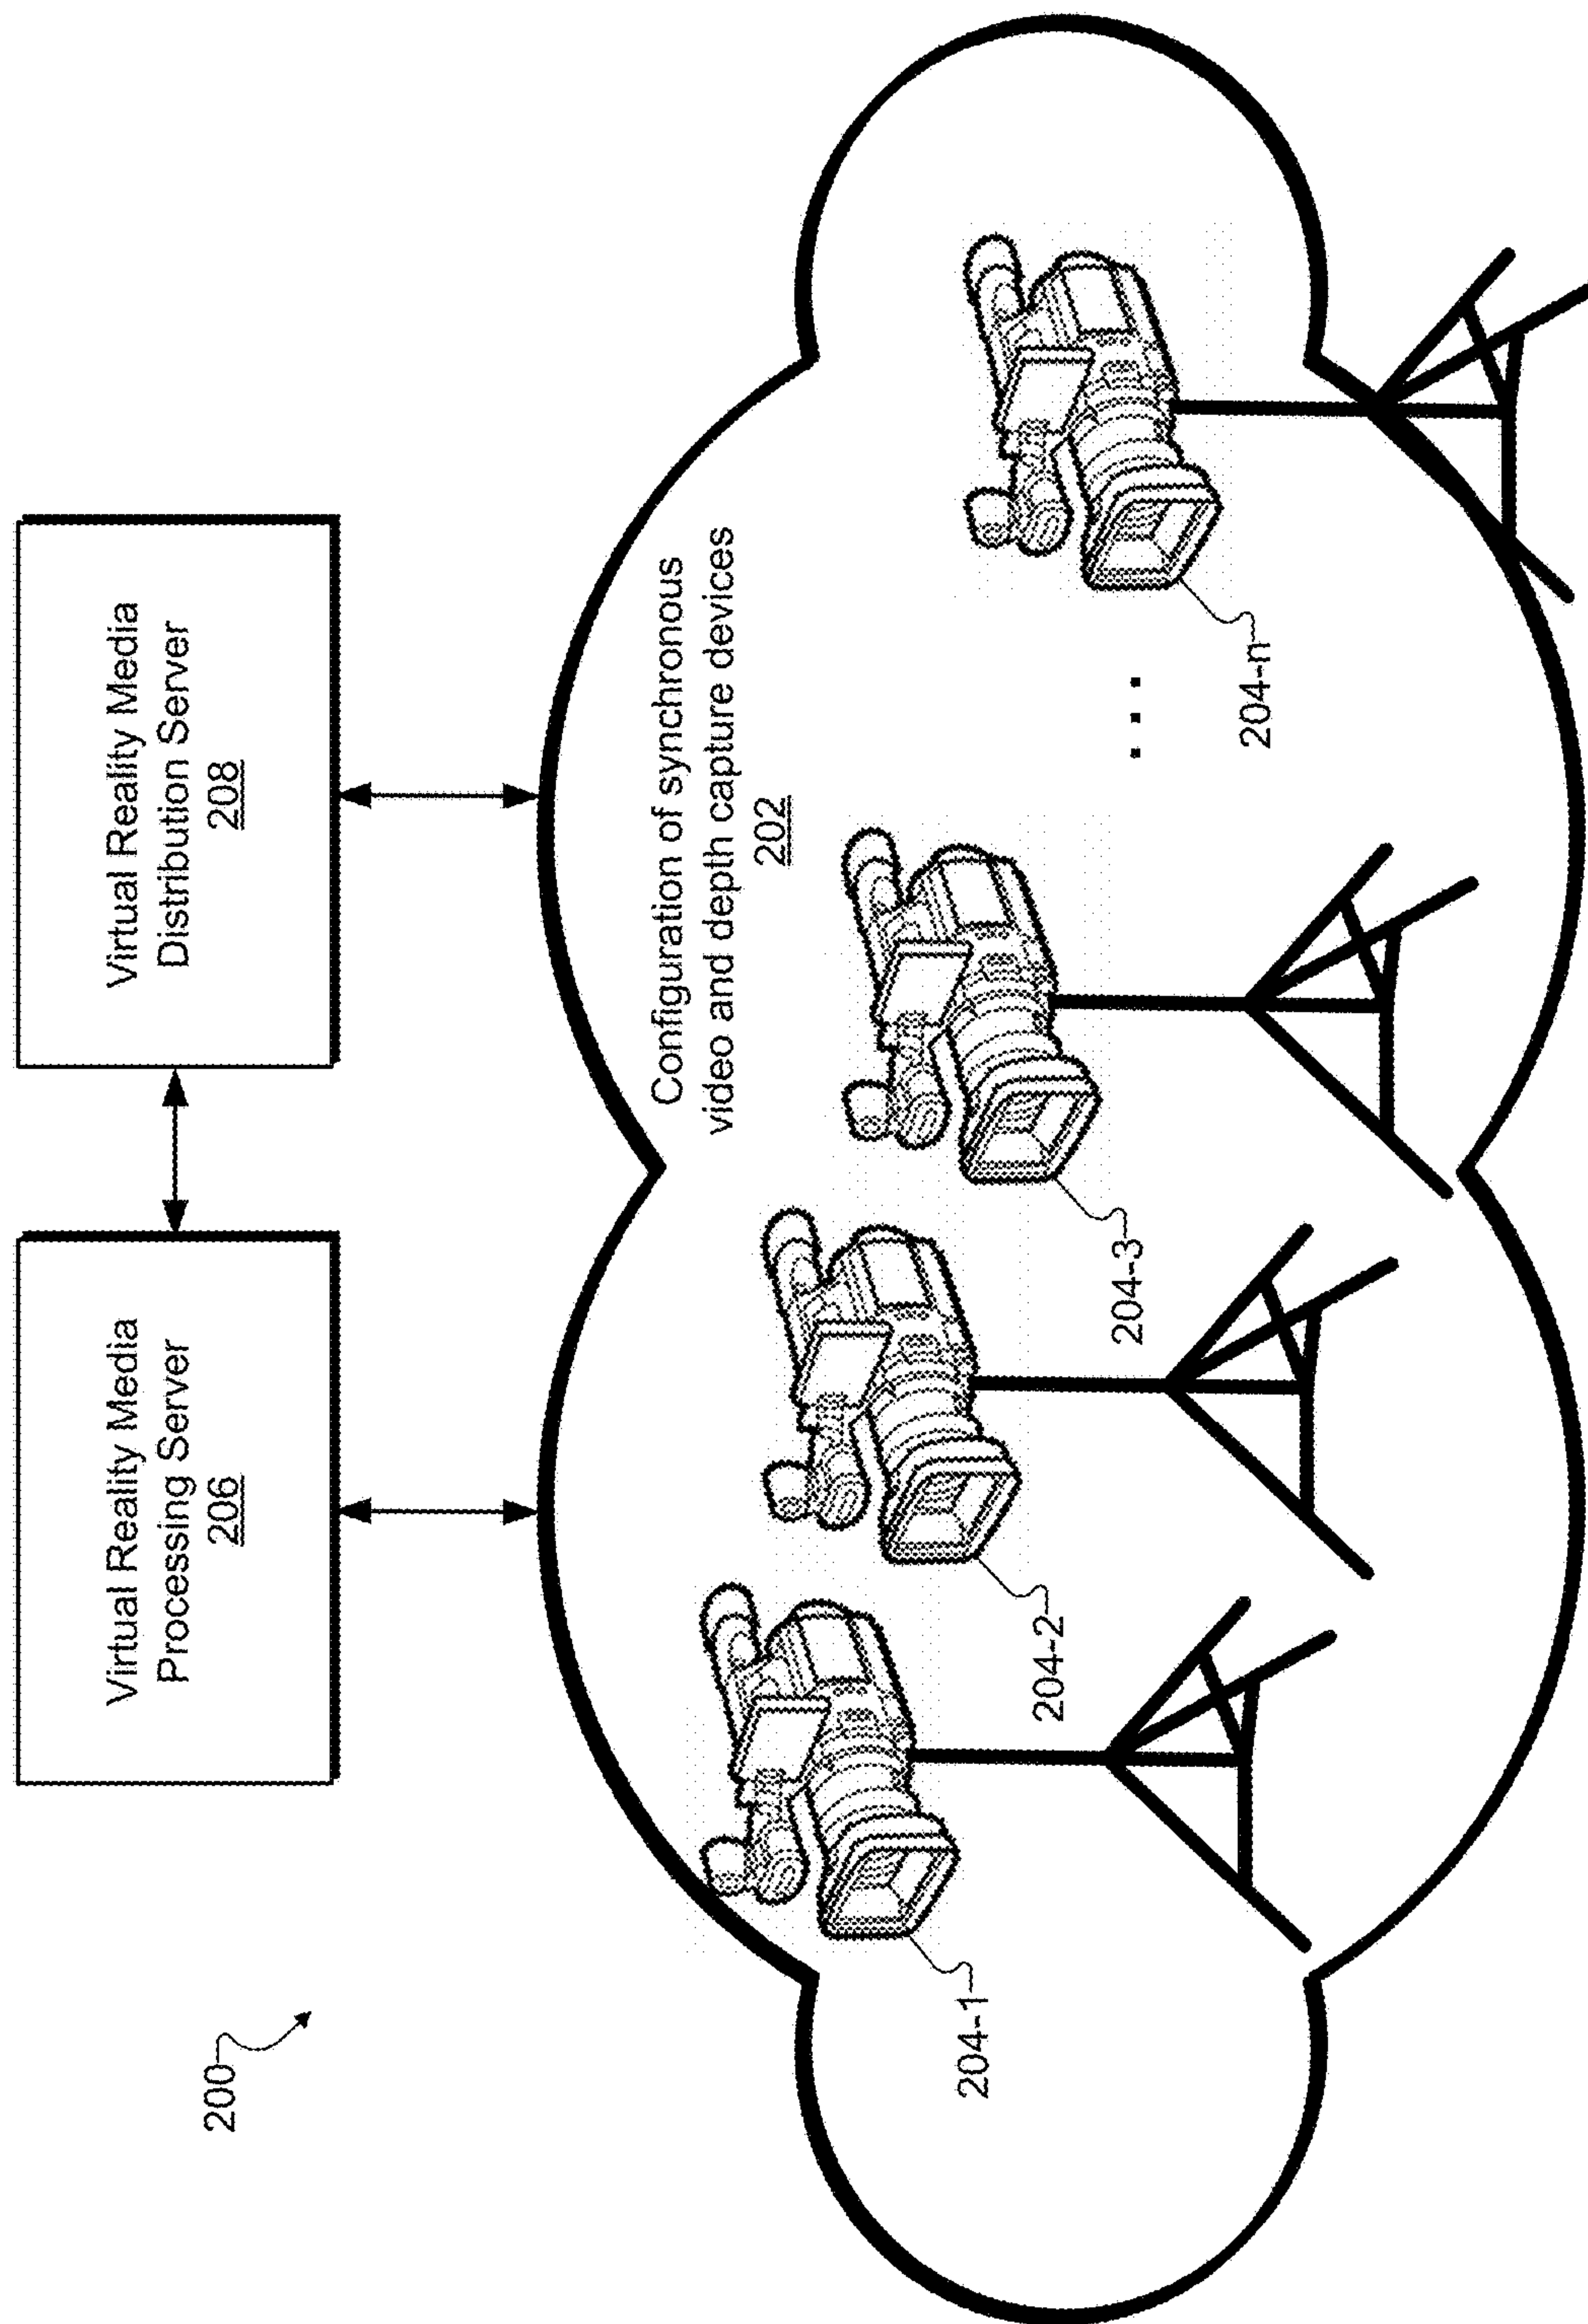 200
Virtual Reality Media
Processing Server
206
Virtual Reality Media
Distribution Server
208
Configuration of synchronous
video and depth capture devices
202
204-1
204-2
204-3
...
204-n